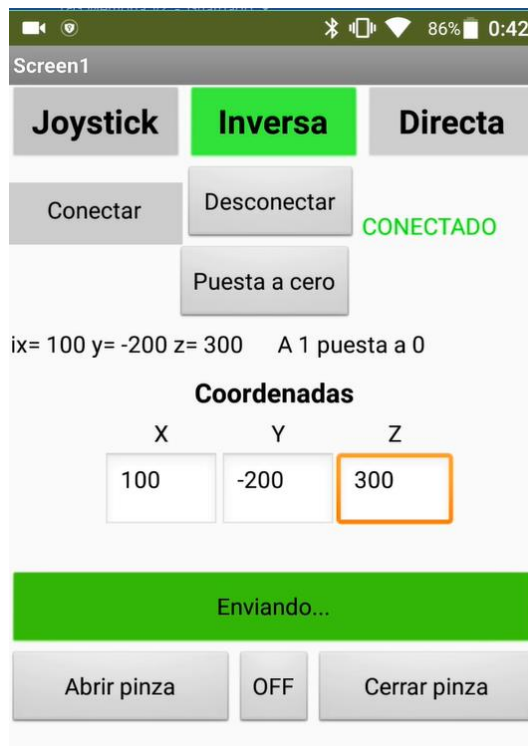 86% 0:42
Screen1
Joystick Inversa Directa
Conectar Desconectar CONECTADO
Puesta a cero
ix= 100 y= -200 z= 300 A 1 puesta a 0
Coordenadas
X Y Z
100 -200 300
Enviando...
Abrir pinza OFF Cerrar pinza